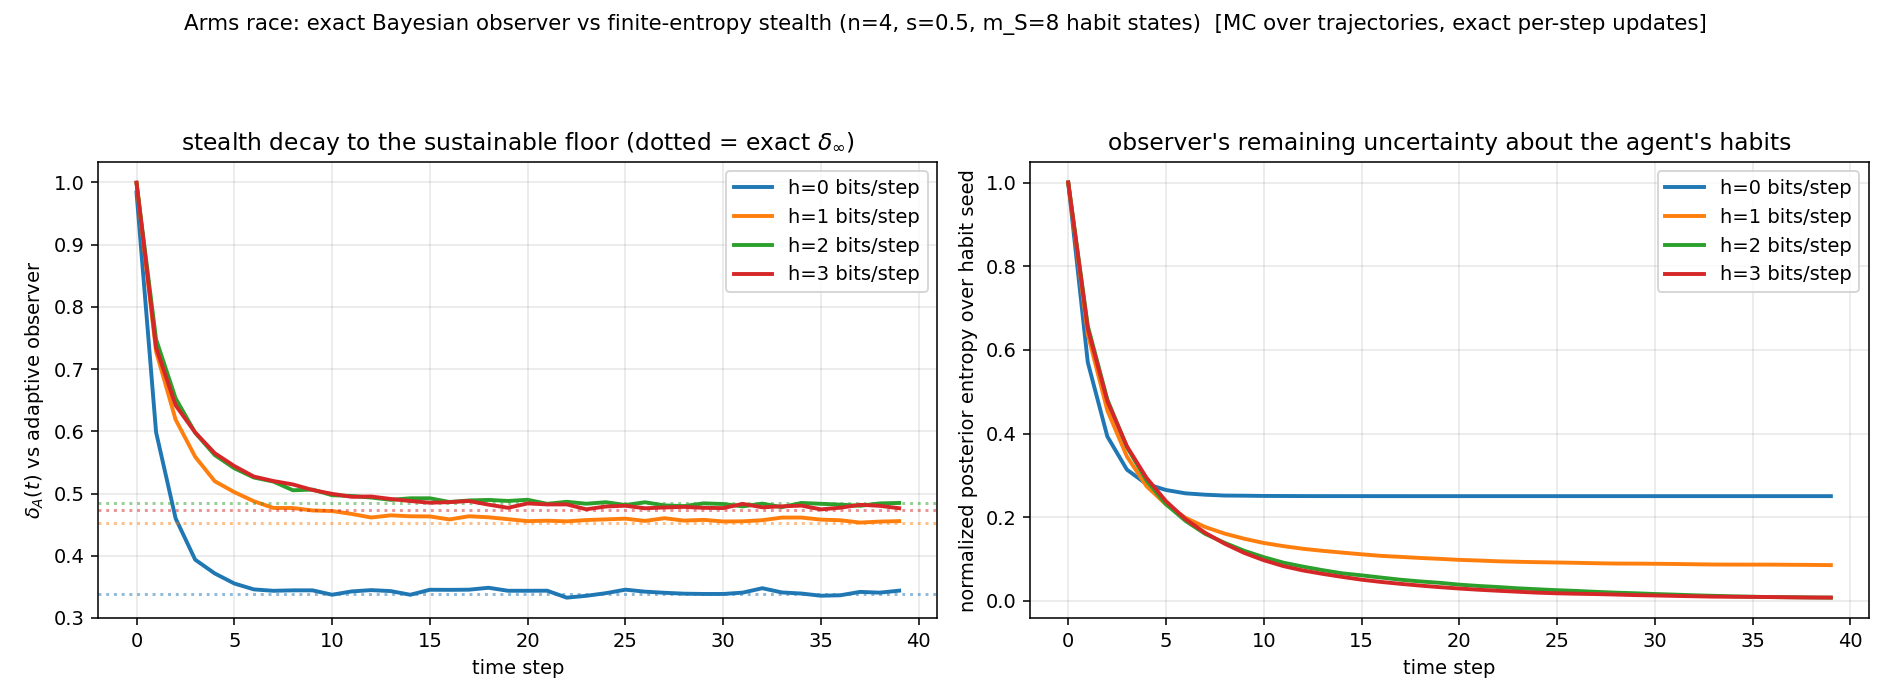 Arms race: exact Bayesian observer vs finite-entropy stealth (n=4, s=0.5, m_S=8 habit states)  [MC over trajectories, exact per-step updates]
stealth decay to the sustainable floor (dotted = exact δ∞)
δA(t) vs adaptive observer
1.0
0.9
0.8
0.7
0.6
0.5
0.4
0.3
0
5
10
15
20
25
30
35
40
time step
h=0 bits/step
h=1 bits/step
h=2 bits/step
h=3 bits/step
observer's remaining uncertainty about the agent's habits
normalized posterior entropy over habit seed
1.0
0.8
0.6
0.4
0.2
0.0
0
5
10
15
20
25
30
35
40
time step
h=0 bits/step
h=1 bits/step
h=2 bits/step
h=3 bits/step